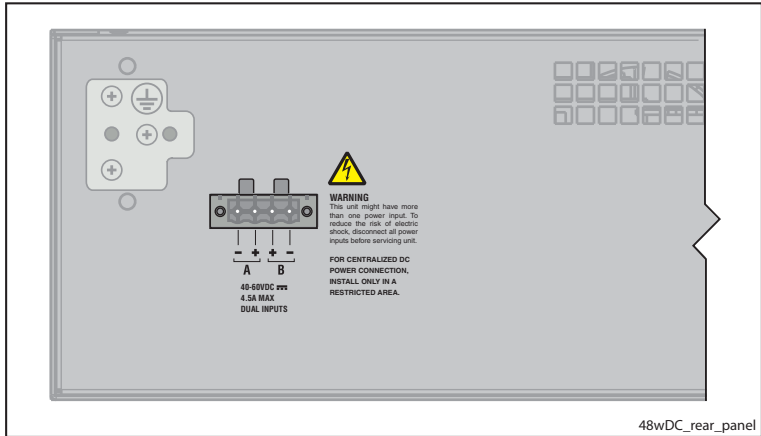 WARNING
This unit might have more
than one power input. To
reduce the risk of electric
shock, disconnect all power
inputs before servicing unit.
FOR CENTRALIZED DC
POWER CONNECTION,
INSTALL ONLY IN A
RESTRICTED AREA.
– + + –
A B
40-60VDC
4.5A MAX
DUAL INPUTS
48wDC_rear_panel